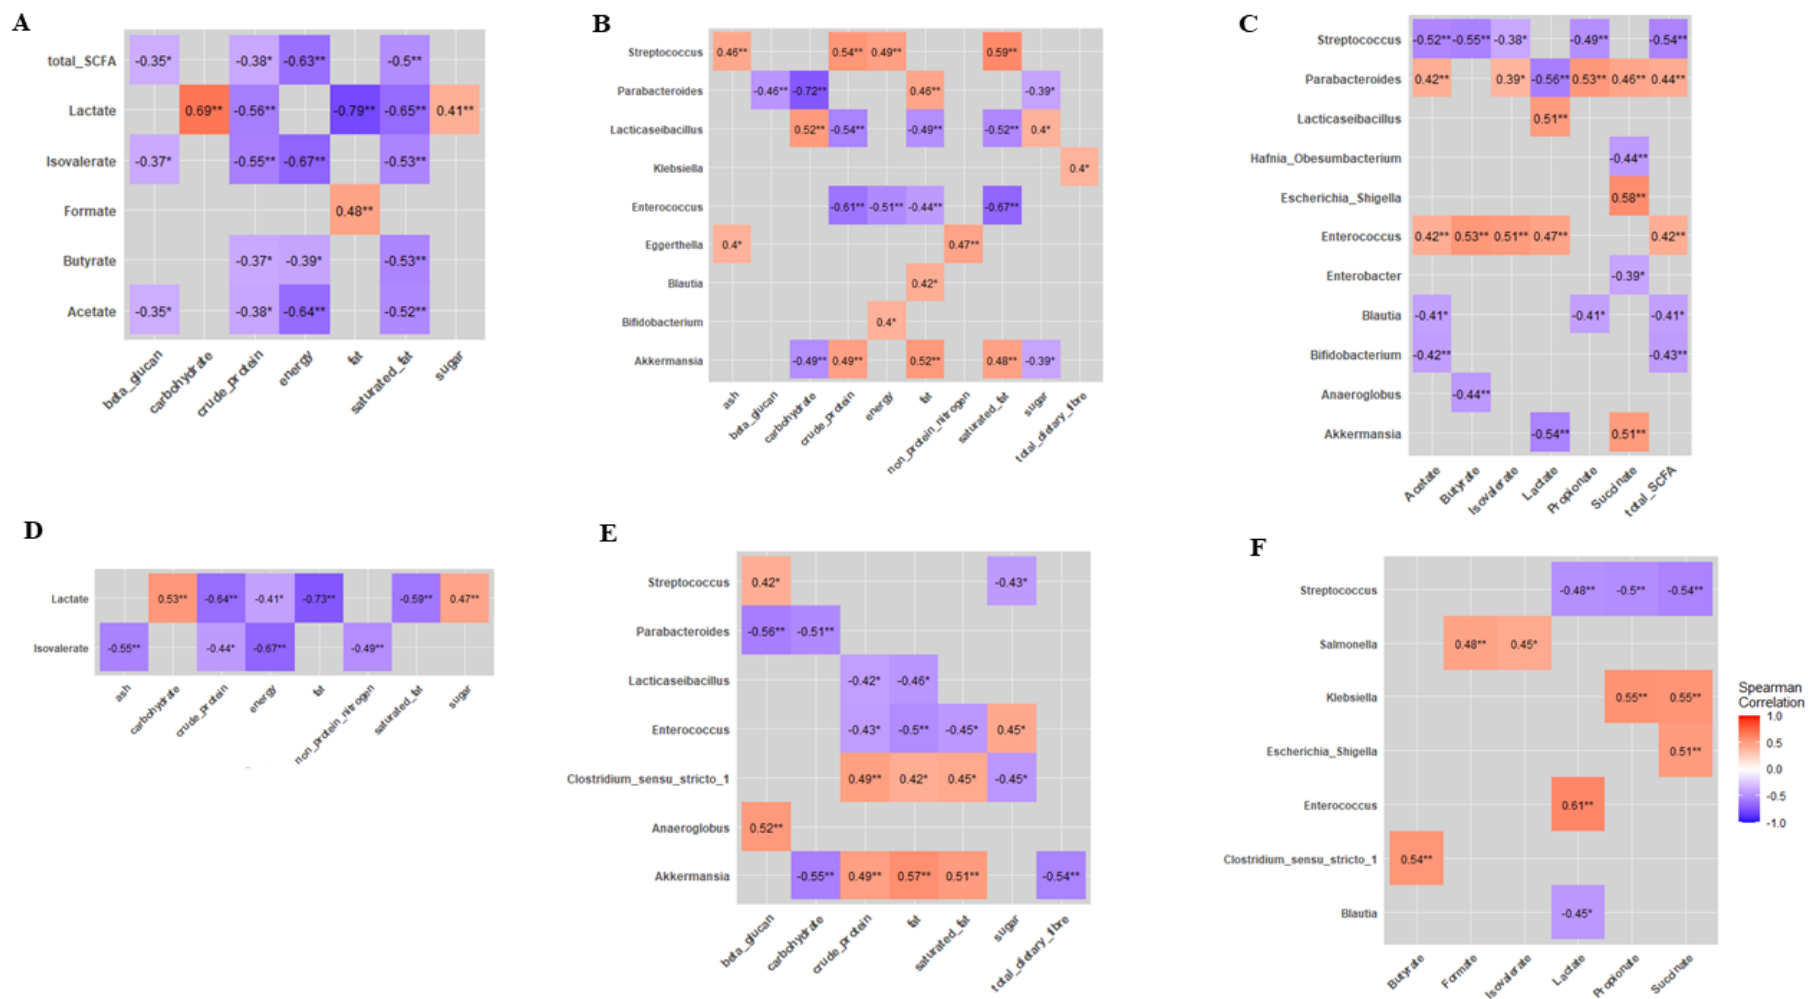 A
total_SCFA -0.35* -0.38* -0.63** -0.5**
Lactate 0.69** -0.56** -0.79** -0.65** 0.41**
Isovalerate -0.37* -0.55** -0.67** -0.53**
Formate 0.48**
Butyrate -0.37* -0.39* -0.53**
Acetate -0.35* -0.38* -0.64** -0.52**
beta_glucan carbohydrate crude_protein energy fat saturated_fat sugar
B
Streptococcus 0.46** 0.54** 0.49** 0.59**
Parabacteroides -0.46** -0.72** 0.46** -0.39*
Lacticaseibacillus 0.52** -0.54** -0.49** -0.52** 0.4*
Klebsiella 0.4*
Enterococcus -0.61** -0.51** -0.44** -0.67**
Eggerthella 0.4* 0.47**
Blautia 0.42*
Bifidobacterium 0.4*
Akkermansia -0.49** 0.49** 0.52** 0.48** -0.39*
ash beta_glucan carbohydrate crude_protein energy fat non_protein_nitrogen saturated_fat sugar total_dietary_fibre
C
Streptococcus -0.52** -0.55** -0.38* -0.49** -0.54**
Parabacteroides 0.42** 0.39* -0.56** 0.53** 0.46** 0.44**
Lacticaseibacillus 0.51**
Hafnia_Obesumbacterium -0.44**
Escherichia_Shigella 0.58**
Enterococcus 0.42** 0.53** 0.51** 0.47** 0.42**
Enterobacter -0.39*
Blautia -0.41* -0.41* -0.41*
Bifidobacterium -0.42** -0.43**
Anaeroglobus -0.44**
Akkermansia -0.54** 0.51**
Acetate Butyrate Isovalerate Lactate Propionate Succinate total_SCFA
D
Lactate 0.53** -0.64** -0.41* -0.73** -0.59** 0.47**
Isovalerate -0.55** -0.44* -0.67** -0.49**
ash carbohydrate crude_protein energy fat non_protein_nitrogen saturated_fat sugar
E
Streptococcus 0.42* -0.43*
Parabacteroides -0.56** -0.51**
Lacticaseibacillus -0.42* -0.46*
Enterococcus -0.43* -0.5** -0.45* 0.45*
Clostridium_sensu_stricto_1 0.49** 0.42* 0.45* -0.45*
Anaeroglobus 0.52**
Akkermansia -0.55** 0.49** 0.57** 0.51** -0.54**
beta_glucan carbohydrate crude_protein fat saturated_fat sugar total_dietary_fibre
F
Streptococcus -0.48** -0.5** -0.54**
Salmonella 0.48** 0.45*
Klebsiella 0.55** 0.55**
Escherichia_Shigella 0.51**
Enterococcus 0.61**
Clostridium_sensu_stricto_1 0.54**
Blautia -0.45*
Butyrate Formate Isovalerate Lactate Propionate Succinate
Spearman
Correlation
1.0
0.5
0.0
-0.5
-1.0